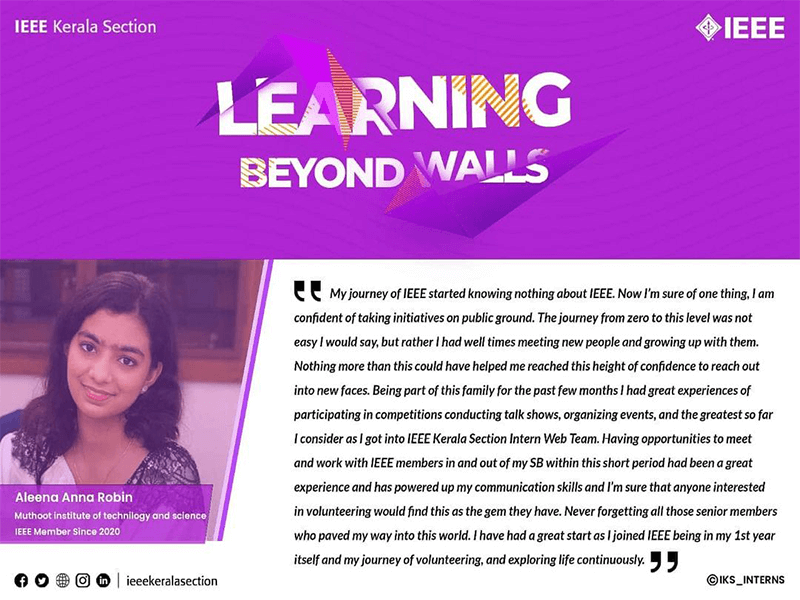 IEEE Kerala Section
IEEE
LEARNING
BEYOND WALLS
My journey of IEEE started knowing nothing about IEEE. Now I'm sure of one thing, I am
confident of taking initiatives on public ground. The journey from zero to this level was not
easy I would say, but rather I had well times meeting new people and growing up with them.
Nothing more than this could have helped me reached this height of confidence to reach out
into new faces. Being part of this family for the past few months I had great experiences of
participating in competitions conducting talk shows, organizing events, and the greatest so far
I consider as I got into IEEE Kerala Section Intern Web Team. Having opportunities to meet
and work with IEEE members in and out of my SB within this short period had been a great
experience and has powered up my communication skills and I'm sure that anyone interested
in volunteering would find this as the gem they have. Never forgetting all those senior members
who paved my way into this world. I have had a great start as I joined IEEE being in my 1st year
itself and my journey of volunteering, and exploring life continuously.
Aleena Anna Robin
Muthoot institute of technilogy and science
IEEE Member Since 2020
ieeekeralasection
©IKS_INTERNS